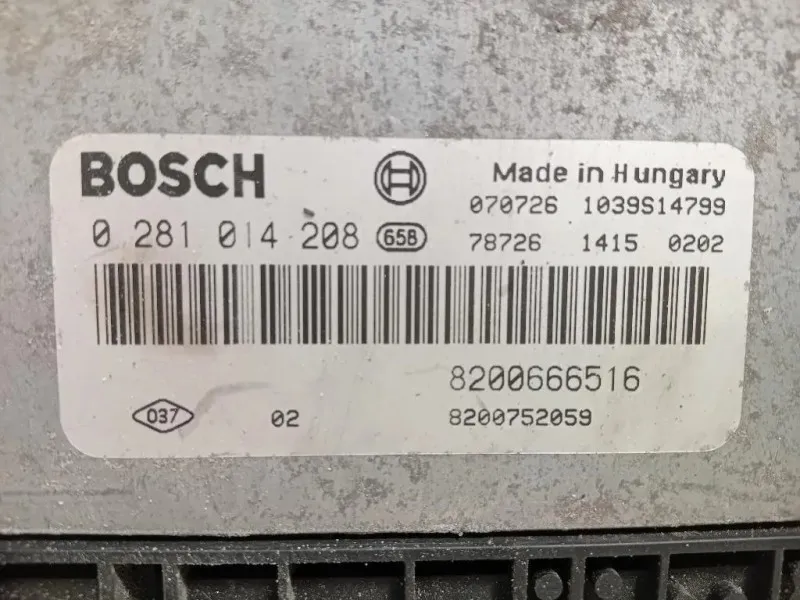 BOSCH
Made in Hungary
070726 1039S14799
0 281 014 208 658
78726 1415 0202
8200666516
037 02 8200752059